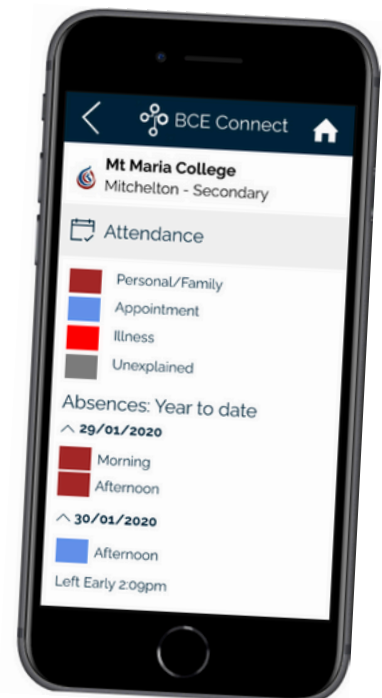 BCE Connect
Mt Maria College
Mitchelton - Secondary
Attendance
Personal/Family
Appointment
Illness
Unexplained
Absences: Year to date
29/01/2020
Morning
Afternoon
30/01/2020
Afternoon
Left Early 2:09pm